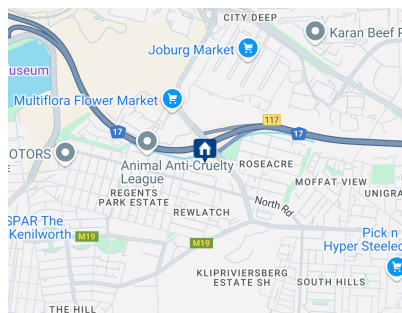 CITY DEEP
Karan Beef P
Joburg Market
useum
Multiflora Flower Market
117
17
17
OTORS
Animal Anti-Cruelty
League
ROSEACRE
MOFFAT VIEW
REGENTS
PARK ESTATE
UNIGRA
North Rd
REWLATCH
SPAR The
Kenilworth
M19
M19
Pick n
Hyper Steeled
KLIPRIVIERSBERG
ESTATE SH
SOUTH HILLS
THE HILL